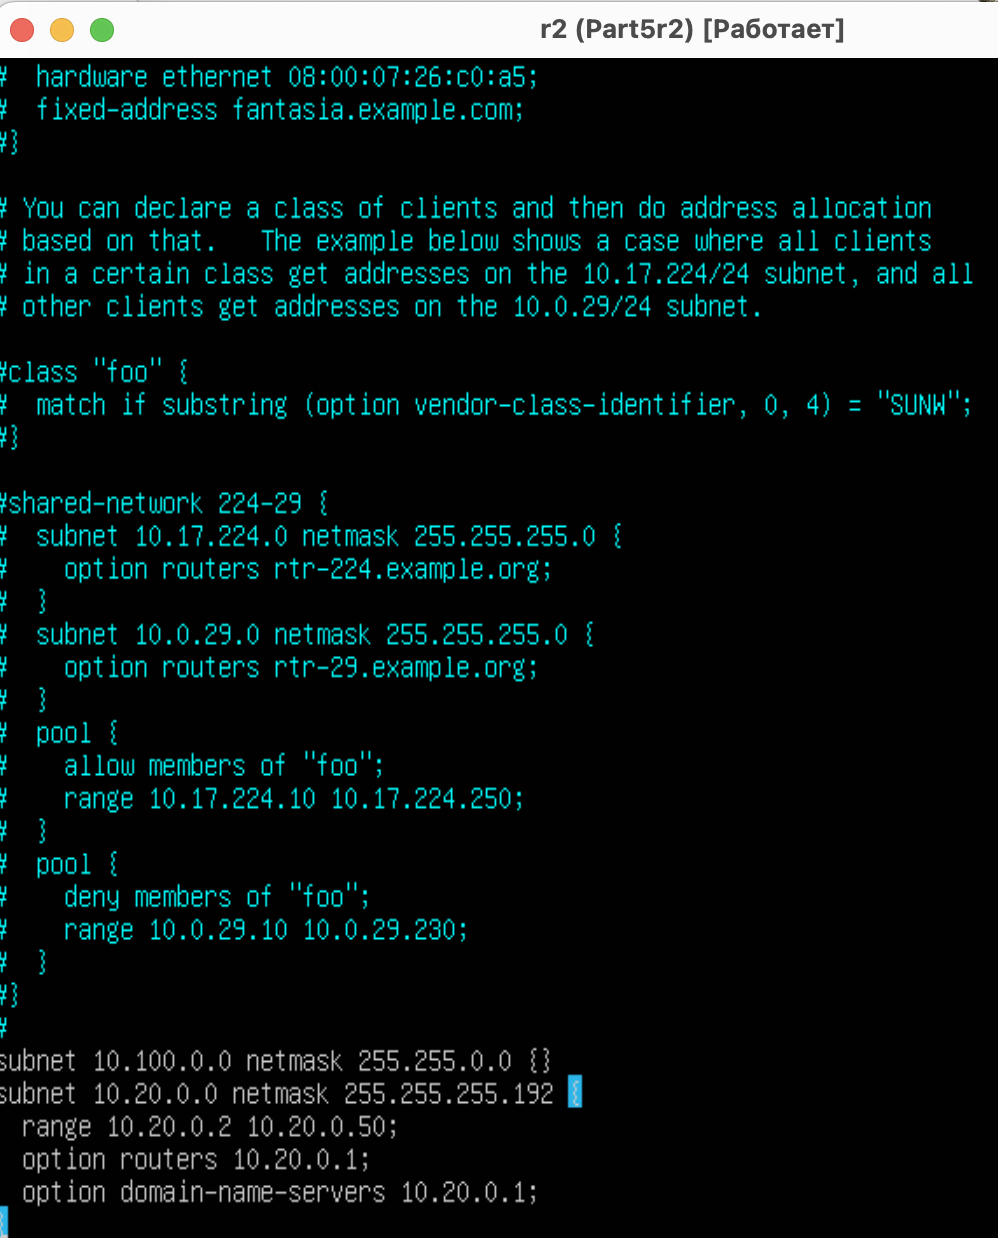 r2 (Part5r2) [Работает]
#  hardware ethernet 08:00:07:26:c0:a5;
#  fixed-address fantasia.example.com;
#}
# You can declare a class of clients and then do address allocation
# based on that.   The example below shows a case where all clients
# in a certain class get addresses on the 10.17.224/24 subnet, and all
# other clients get addresses on the 10.0.29/24 subnet.
#class "foo" {
#  match if substring (option vendor-class-identifier, 0, 4) = "SUNW";
#}
#shared-network 224-29 {
#  subnet 10.17.224.0 netmask 255.255.255.0 {
#    option routers rtr-224.example.org;
#  }
#  subnet 10.0.29.0 netmask 255.255.255.0 {
#    option routers rtr-29.example.org;
#  }
#  pool {
#    allow members of "foo";
#    range 10.17.224.10 10.17.224.250;
#  }
#  pool {
#    deny members of "foo";
#    range 10.0.29.10 10.0.29.230;
#  }
#}
#
subnet 10.100.0.0 netmask 255.255.0.0 {}
subnet 10.20.0.0 netmask 255.255.255.192 {
  range 10.20.0.2 10.20.0.50;
  option routers 10.20.0.1;
  option domain-name-servers 10.20.0.1;
}